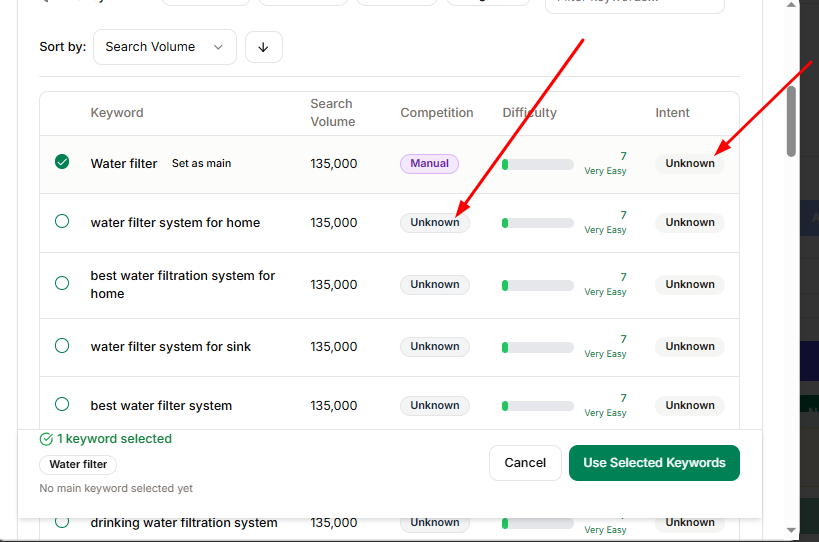 Sort by: Search Volume
Keyword Search Volume Competition Difficulty Intent
Water filter Set as main 135,000 Manual 7 Very Easy Unknown
water filter system for home 135,000 Unknown 7 Very Easy Unknown
best water filtration system for home 135,000 Unknown 7 Very Easy Unknown
water filter system for sink 135,000 Unknown 7 Very Easy Unknown
best water filter system 135,000 Unknown 7 Very Easy Unknown
1 keyword selected
Water filter
No main keyword selected yet
Cancel Use Selected Keywords
drinking water filtration system 135,000 Unknown Very Easy Unknown